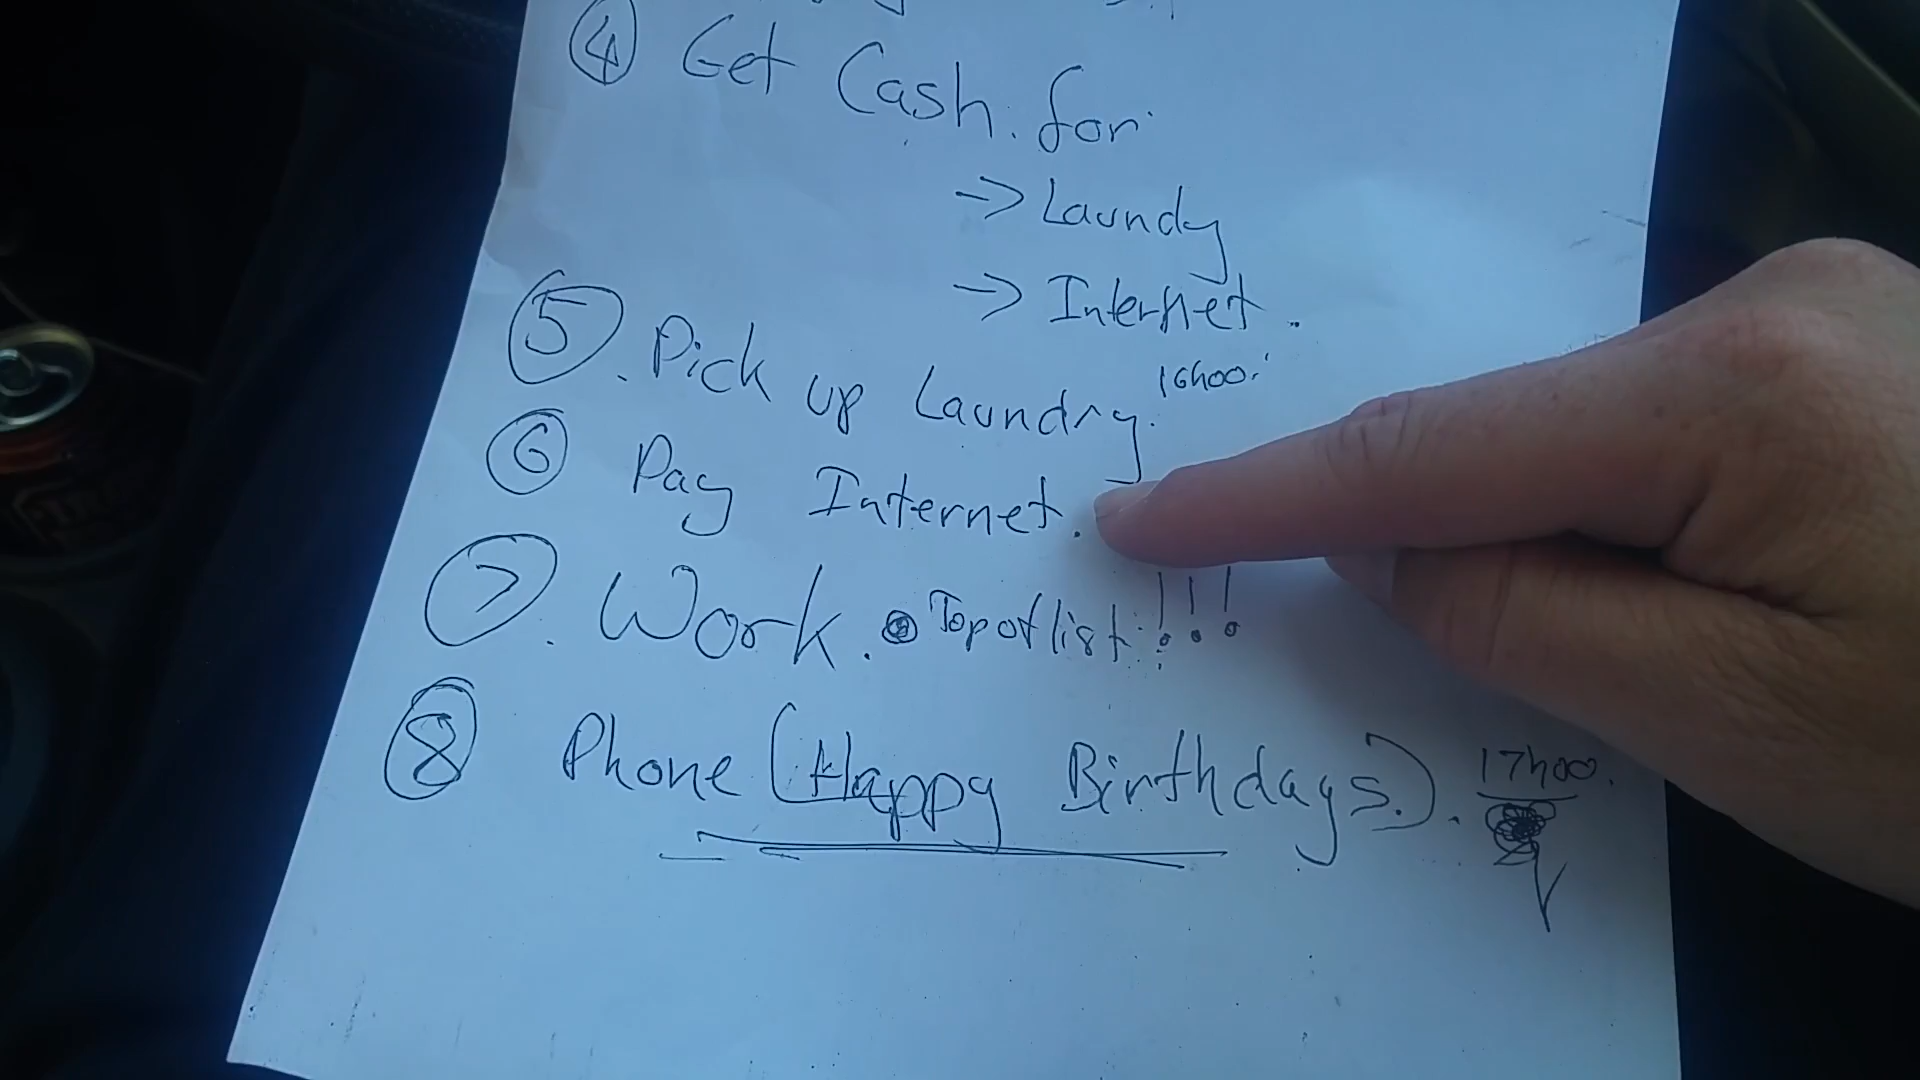 ④ Get Cash. for
-> Laundy
-> Internet.
⑤. Pick up Laundry. 16h00.
⑥ Pay Internet.
⑦. Work. Top of list!!!
⑧ Phone (Happy Birthdays.). 17h00.